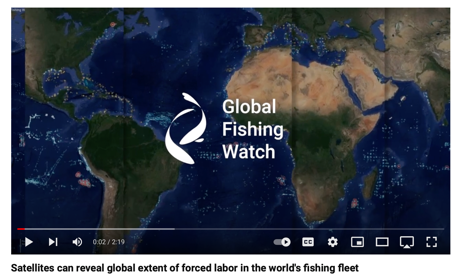 Global
Fishing
Watch
0:02 / 2:19
CC
Satellites can reveal global extent of forced labor in the world's fishing fleet